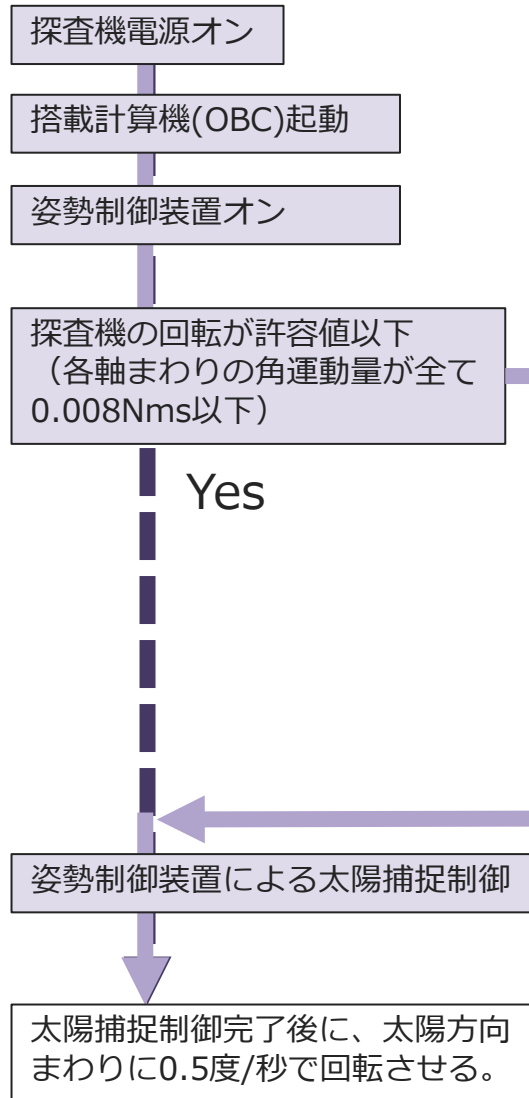 探査機電源オン
搭載計算機(OBC)起動
姿勢制御装置オン
探査機の回転が許容値以下
（各軸まわりの角運動量が全て
0.008Nms以下）
Yes
姿勢制御装置による太陽捕捉制御
太陽捕捉制御完了後に、太陽方向
まわりに0.5度/秒で回転させる。